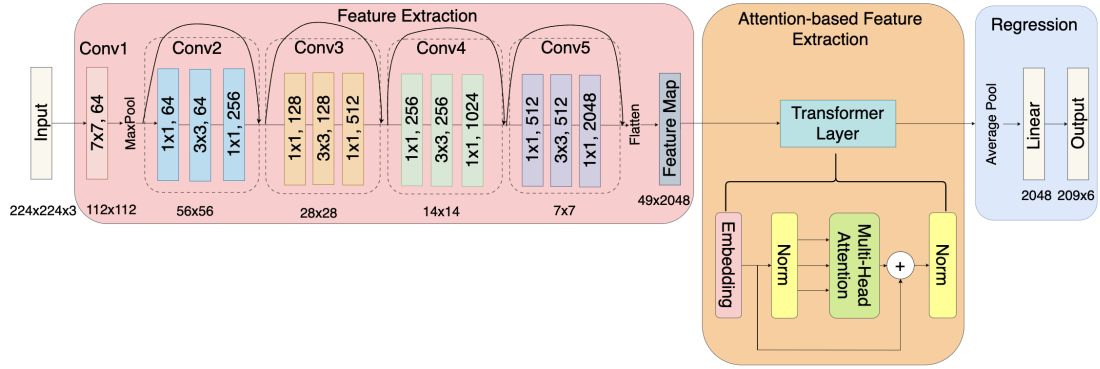 Feature Extraction
Attention-based Feature
Extraction
Regression
Input
224x224x3
Conv1
7x7, 64
112x112
MaxPool
Conv2
1x1, 64
3x3, 64
1x1, 256
56x56
Conv3
1x1, 128
3x3, 128
1x1, 512
28x28
Conv4
1x1, 256
3x3, 256
1x1, 1024
14x14
Conv5
1x1, 512
3x3, 512
1x1, 2048
7x7
Flatten
Feature Map
49x2048
Transformer
Layer
Embedding
Norm
Multi-Head
Attention
+
Norm
Average Pool
Linear
2048
Output
209x6